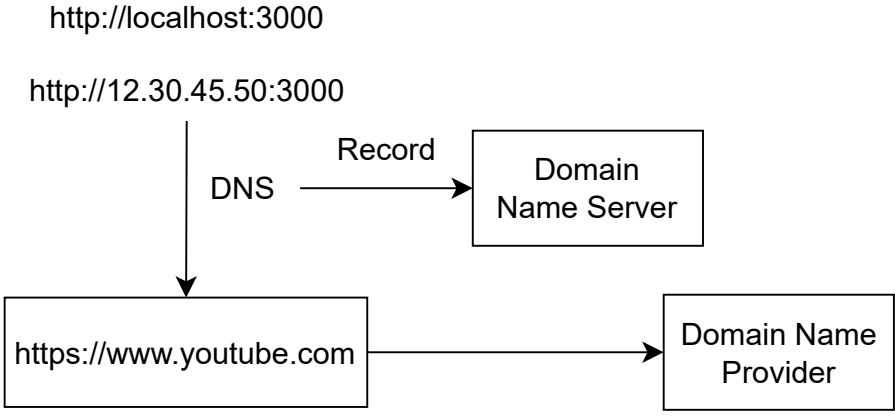 http://localhost:3000
http://12.30.45.50:3000
Record
DNS
Domain
Name Server
https://www.youtube.com
Domain Name
Provider